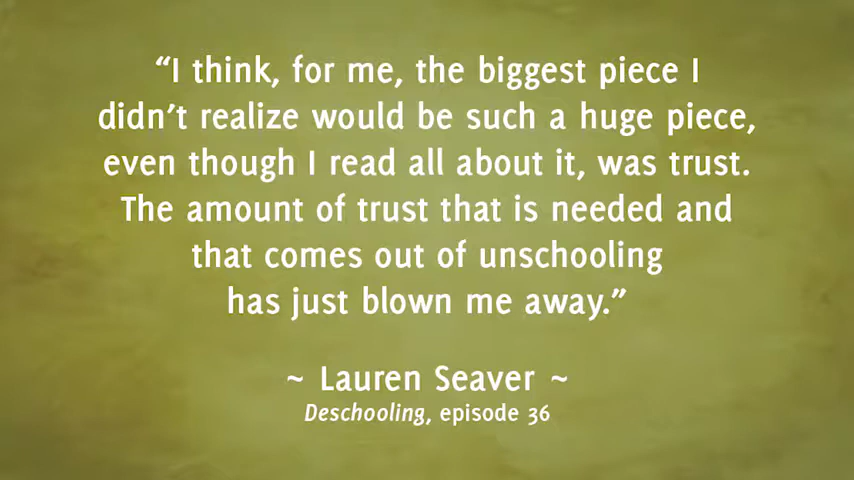 “I think, for me, the biggest piece I
didn’t realize would be such a huge piece,
even though I read all about it, was trust.
The amount of trust that is needed and
that comes out of unschooling
has just blown me away.”
~ Lauren Seaver ~
Deschooling, episode 36